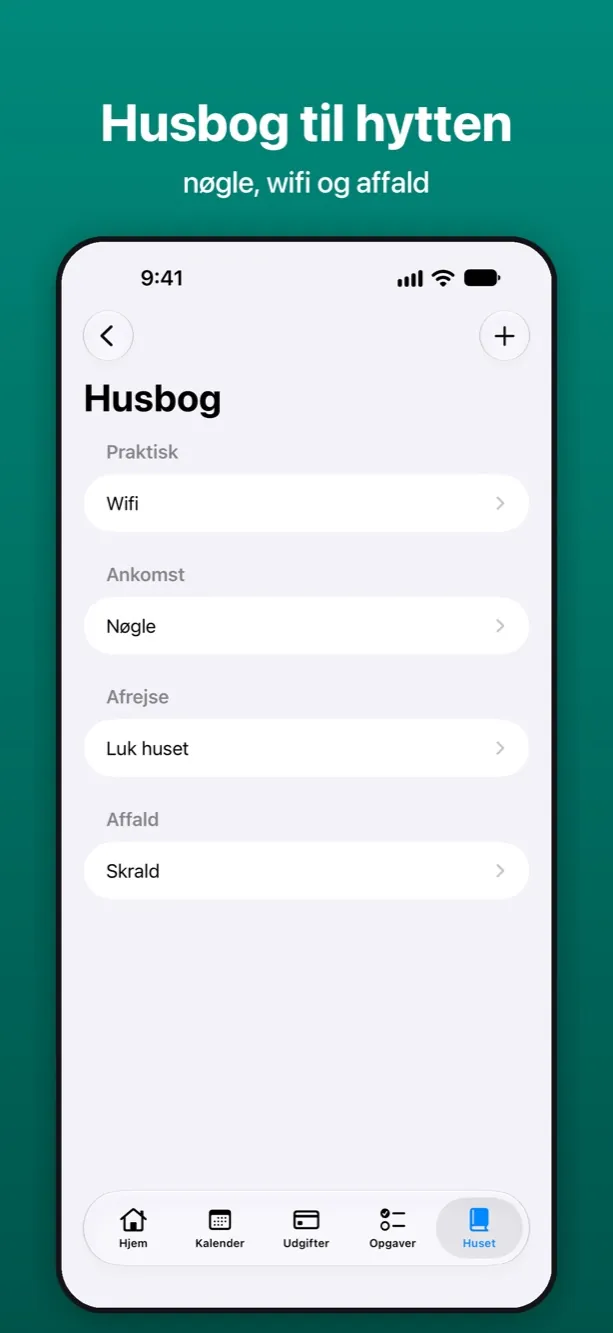 Husbog til hytten
nøgle, wifi og affald
9:41
Husbog
Praktisk
Wifi
Ankomst
Nøgle
Afrejse
Luk huset
Affald
Skrald
Hjem
Kalender
Udgifter
Opgaver
Huset